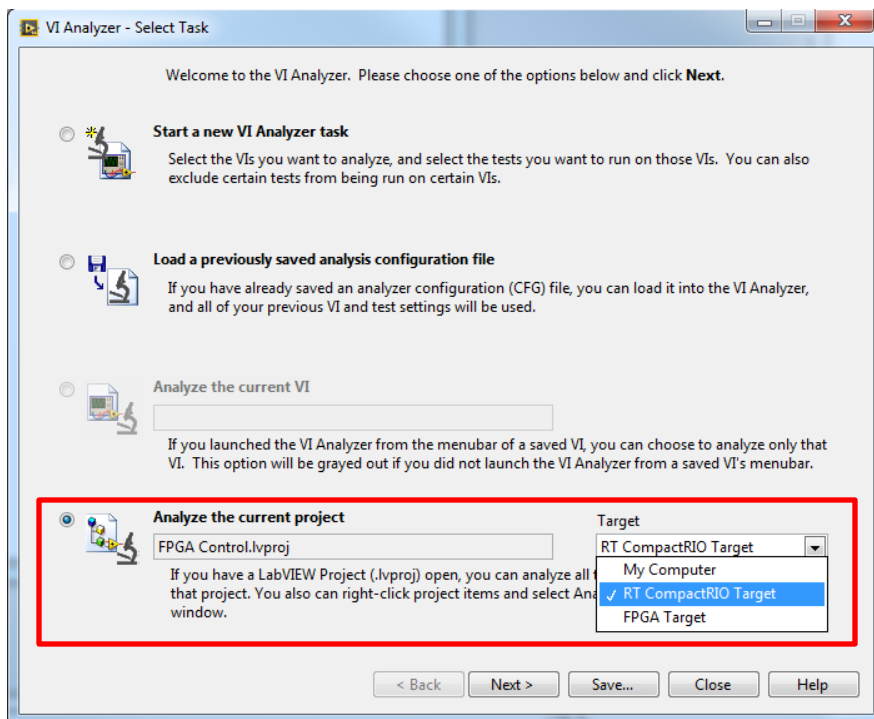 VI Analyzer - Select Task
Welcome to the VI Analyzer. Please choose one of the options below and click Next.
Start a new VI Analyzer task
Select the VIs you want to analyze, and select the tests you want to run on those VIs. You can also
exclude certain tests from being run on certain VIs.
Load a previously saved analysis configuration file
If you have already saved an analyzer configuration (CFG) file, you can load it into the VI Analyzer,
and all of your previous VI and test settings will be used.
Analyze the current VI
If you launched the VI Analyzer from the menubar of a saved VI, you can choose to analyze only that
VI. This option will be grayed out if you did not launch the VI Analyzer from a saved VI's menubar.
Analyze the current project
Target
FPGA Control.lvproj
RT CompactRIO Target
If you have a LabVIEW Project (.lvproj) open, you can analyze all
that project. You also can right-click project items and select
window.
My Computer
✓ RT CompactRIO Target
FPGA Target
< Back
Next >
Save...
Close
Help